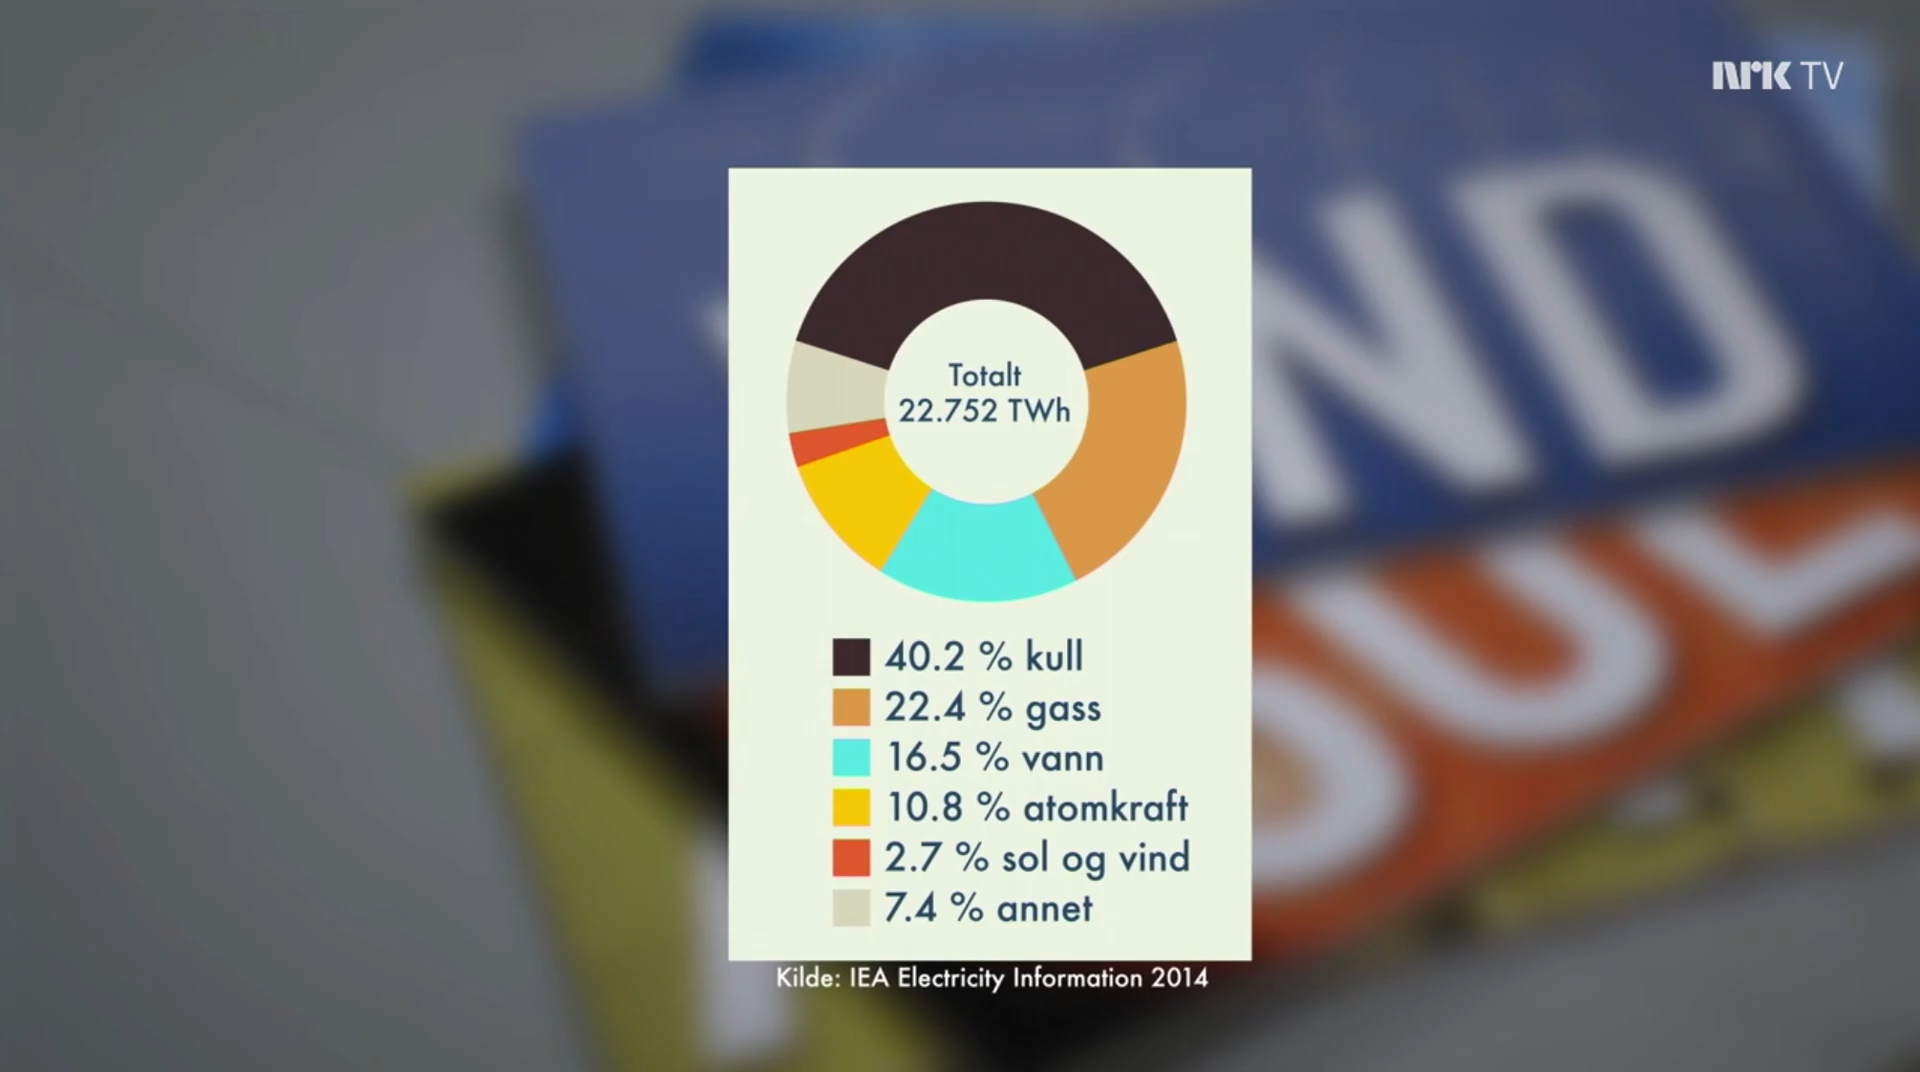 nrk TV
ND
Totalt
22.752 TWh
40.2 % kull
22.4 % gass
16.5 % vann
10.8 % atomkraft
2.7 % sol og vind
7.4 % annet
Kilde: IEA Electricity Information 2014